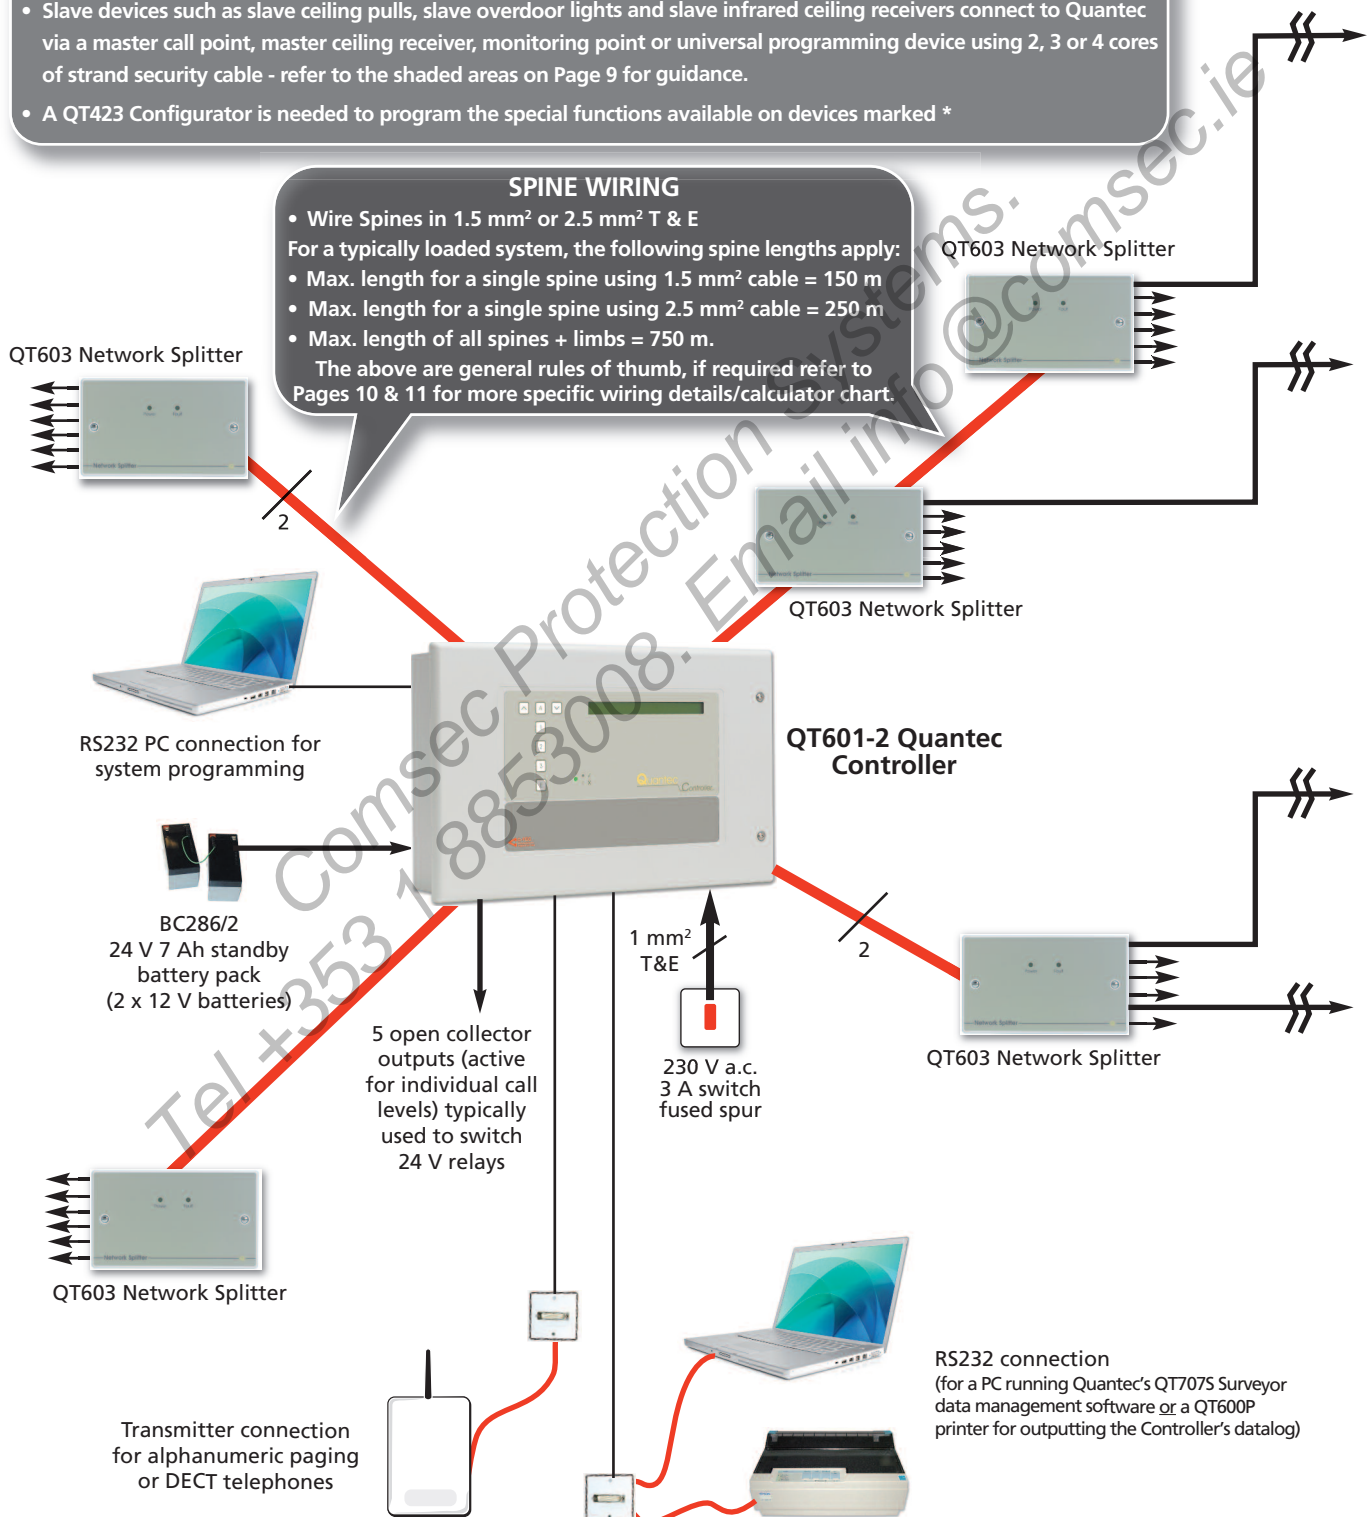 • Slave devices such as slave ceiling pulls, slave overdoor lights and slave infrared ceiling receivers connect to Quantec
via a master call point, master ceiling receiver, monitoring point or universal programming device using 2, 3 or 4 cores
of strand security cable - refer to the shaded areas on Page 9 for guidance.
• A QT423 Configurator is needed to program the special functions available on devices marked *
SPINE WIRING
• Wire Spines in 1.5 mm² or 2.5 mm² T & E
For a typically loaded system, the following spine lengths apply:
• Max. length for a single spine using 1.5 mm² cable = 150 m
• Max. length for a single spine using 2.5 mm² cable = 250 m
• Max. length of all spines + limbs = 750 m.
The above are general rules of thumb, if required refer to
Pages 10 & 11 for more specific wiring details/calculator chart.
QT603 Network Splitter
QT603 Network Splitter
Network Splitter
Network Splitter
2
QT603 Network Splitter
Network Splitter
RS232 PC connection for
system programming
Quantec
Controller
QT601-2 Quantec
Controller
BC286/2
24 V 7 Ah standby
battery pack
(2 x 12 V batteries)
1 mm²
T&E
2
5 open collector
outputs (active
for individual call
levels) typically
used to switch
24 V relays
230 V a.c.
3 A switch
fused spur
Network Splitter
QT603 Network Splitter
Network Splitter
QT603 Network Splitter
Transmitter connection
for alphanumeric paging
or DECT telephones
RS232 connection
(for a PC running Quantec's QT707S Surveyor
data management software or a QT600P
printer for outputting the Controller's datalog)
Comsec Protection Systems.
Tel +353 1 8853008. Email info@comsec.ie